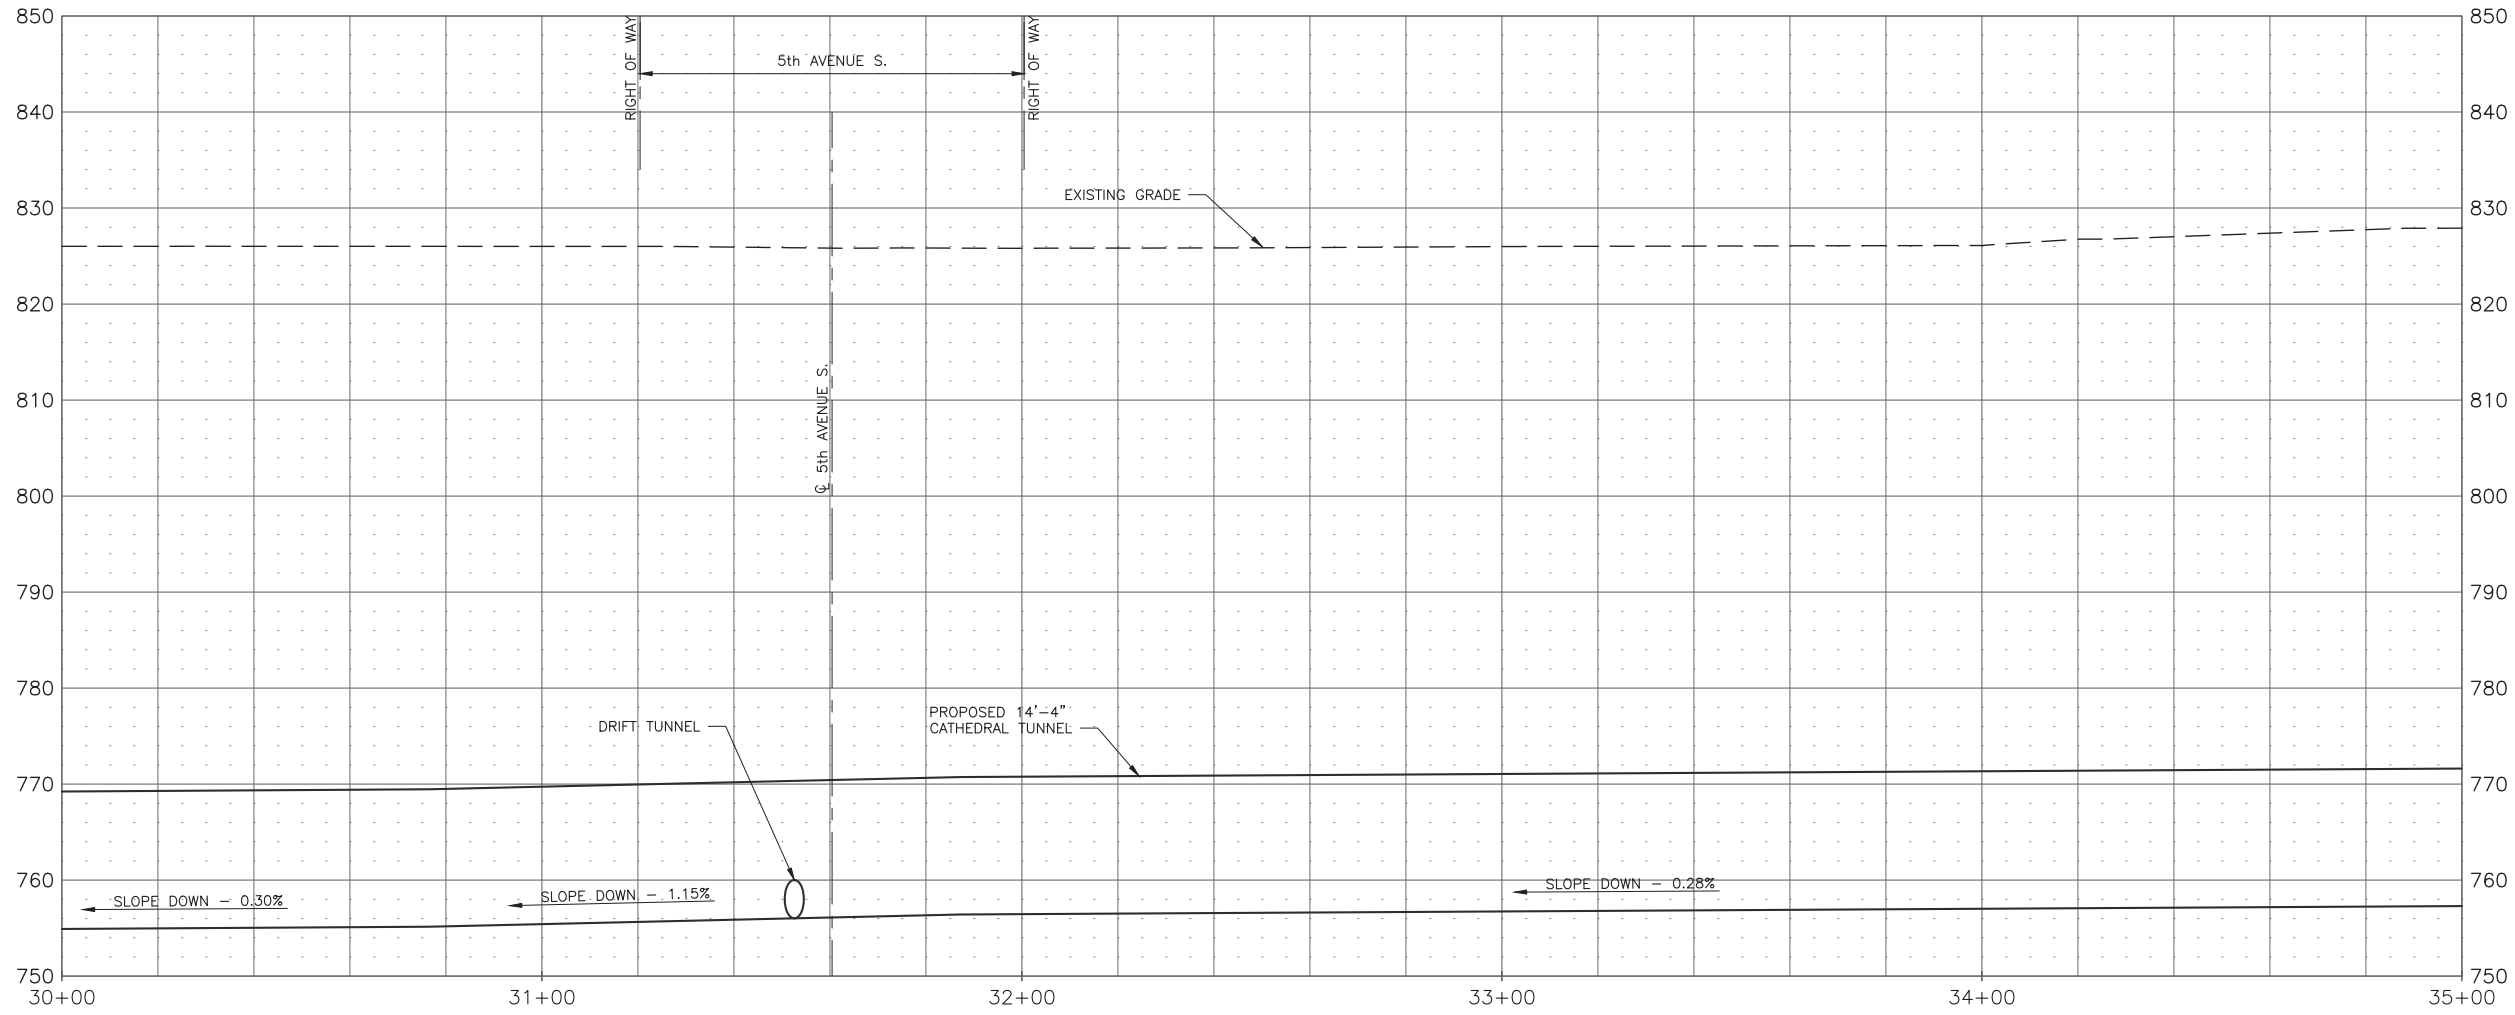 850
850
RIGHT OF WAY
5th AVENUE S.
RIGHT OF WAY
840
840
EXISTING GRADE
830
830
820
820
810
810
℄ 5th AVENUE S.
800
800
790
790
780
780
DRIFT TUNNEL
PROPOSED 14'-4"
CATHEDRAL TUNNEL
770
770
760
760
SLOPE DOWN - 0.30%
SLOPE DOWN - 1.15%
SLOPE DOWN - 0.28%
750
750
30+00
31+00
32+00
33+00
34+00
35+00